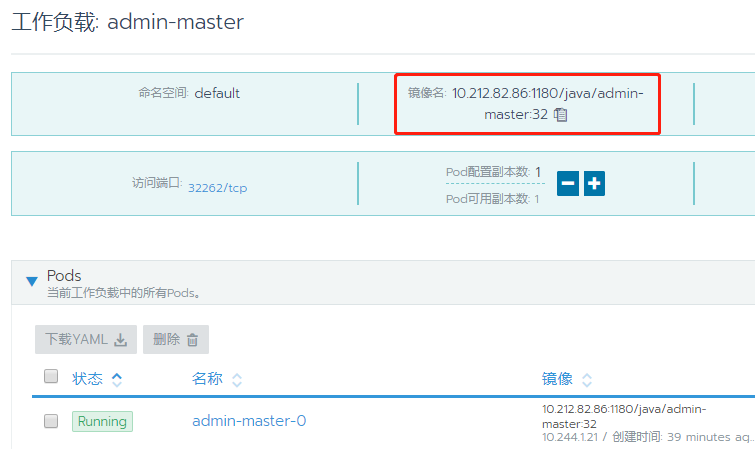 工作负载: admin-master
命名空间: default
镜像名: 10.212.82.86:1180/java/admin-
master:32
访问端口: 32262/tcp
Pod配置副本数: 1
Pod可用副本数: 1
Pods
当前工作负载中的所有Pods。
下载YAML 删除
状态 名称 镜像
Running admin-master-0 10.212.82.86:1180/java/admin-
master:32
10.244.1.21 / 创建时间: 39 minutes ag...